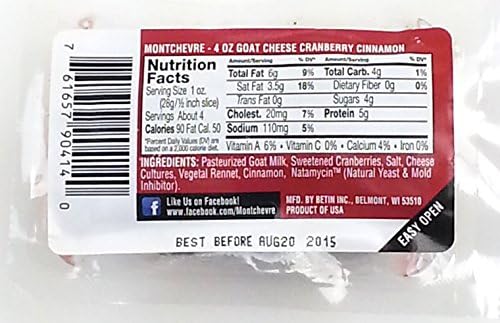 MONTCHEVRE - 4 OZ GOAT CHEESE CRANBERRY CINNAMON
Nutrition
Facts
Serving Size 1 oz.
(28g/½ inch slice)
Servings About 4
Calories 90 Fat Cal. 50
*Percent Daily Values (DV) are
based on a 2,000 calorie diet.
Amount/Serving % DV* Amount/Serving % DV*
Total Fat 6g 9% Total Carb. 4g 1%
Sat Fat 3.5g 18% Dietary Fiber 0g 0%
Trans Fat 0g Sugars 4g
Cholest. 20mg 7% Protein 5g
Sodium 110mg 5%
Vitamin A 6% • Vitamin C 0% • Calcium 4% • Iron 0%
INGREDIENTS: Pasteurized Goat Milk, Sweetened Cranberries, Salt, Cheese
Cultures, Vegetal Rennet, Cinnamon, Natamycin™ (Natural Yeast & Mold
Inhibitor).
f Like Us on Facebook!
www.facebook.com/Montchevre
MFD. BY BETIN INC., BELMONT, WI 53510
PRODUCT OF USA
EASY OPEN
BEST BEFORE AUG20 2015
7 61657 90414 0